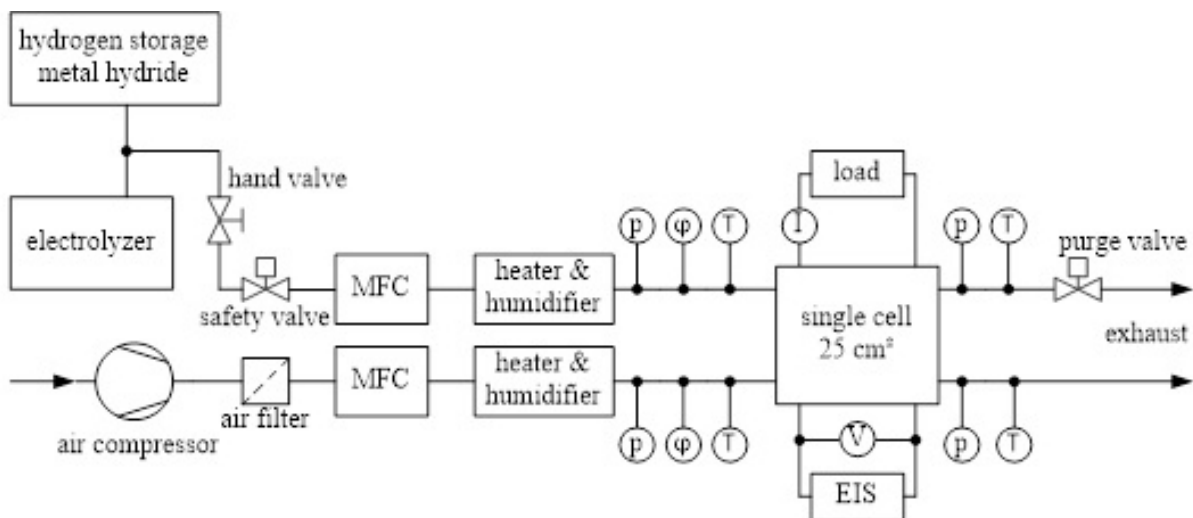 hydrogen storage
metal hydride
hand valve
electrolyzer
safety valve
MFC
heater &
humidifier
p
φ
T
I
load
single cell
25 cm²
p
T
purge valve
exhaust
air compressor
air filter
MFC
heater &
humidifier
p
φ
T
V
EIS
p
T